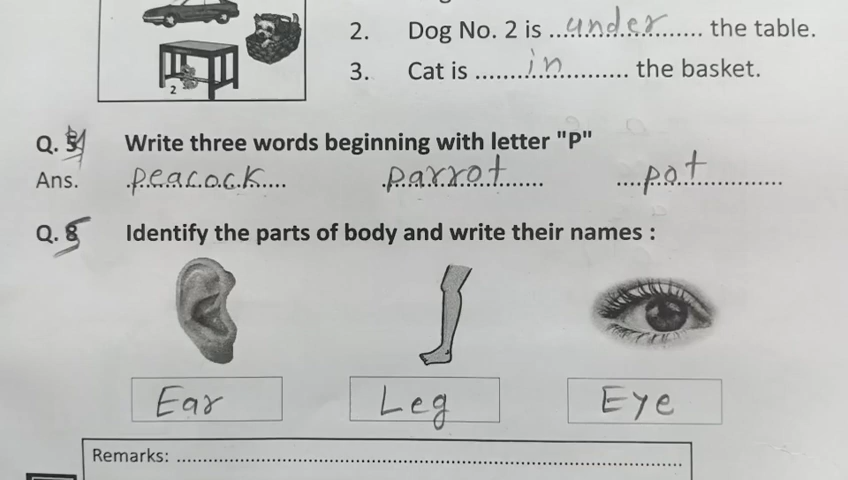 2. Dog No. 2 is ...under... the table.
3. Cat is ...in... the basket.
2
Q. 4 Write three words beginning with letter "P"
Ans. peacock parrot pot
Q. 5 Identify the parts of body and write their names :
Ear Leg Eye
Remarks: